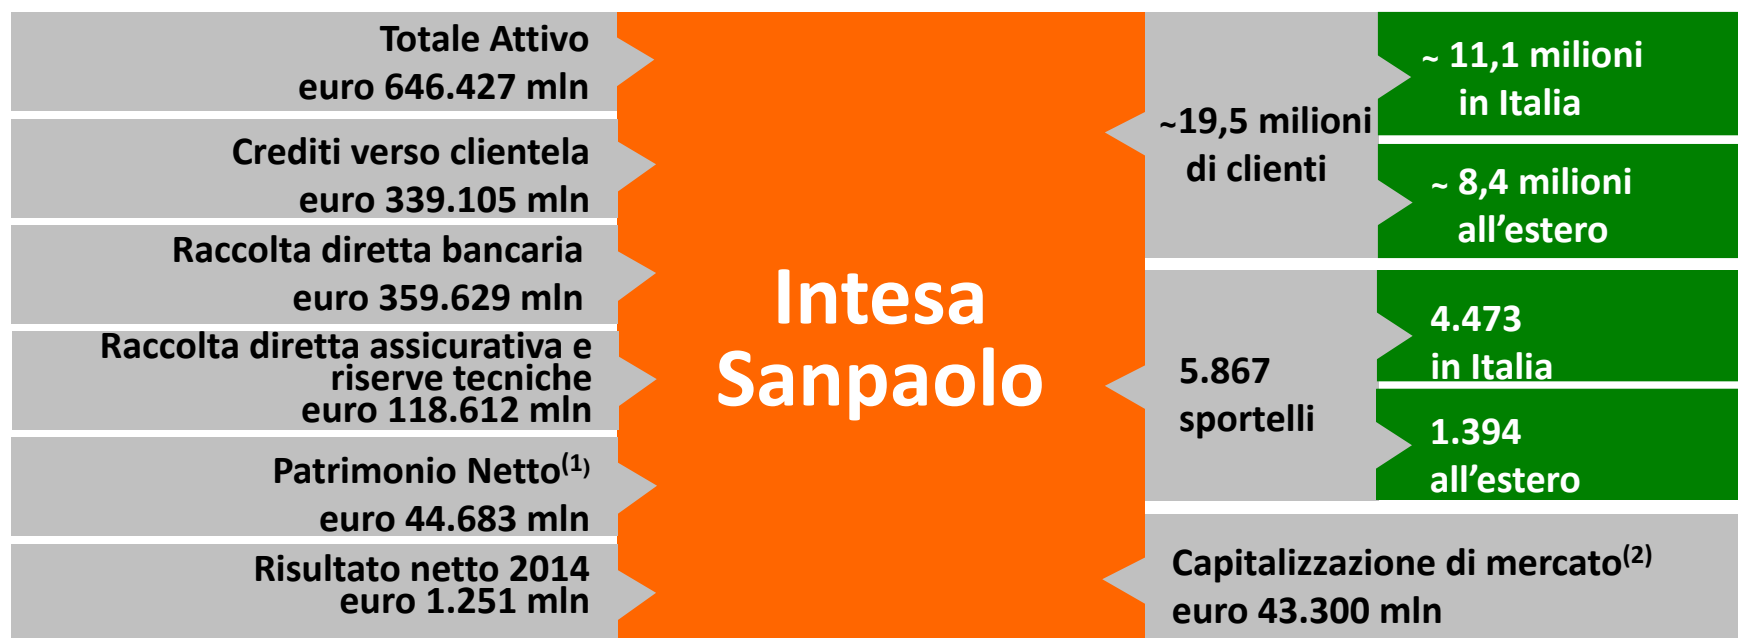 Totale Attivo
euro 646.427 mln
Crediti verso clientela
euro 339.105 mln
Raccolta diretta bancaria
euro 359.629 mln
Raccolta diretta assicurativa e
riserve tecniche
euro 118.612 mln
Patrimonio Netto(1)
euro 44.683 mln
Risultato netto 2014
euro 1.251 mln
Intesa
Sanpaolo
~19,5 milioni
di clienti
~ 11,1 milioni
in Italia
~ 8,4 milioni
all’estero
5.867
sportelli
4.473
in Italia
1.394
all’estero
Capitalizzazione di mercato(2)
euro 43.300 mln